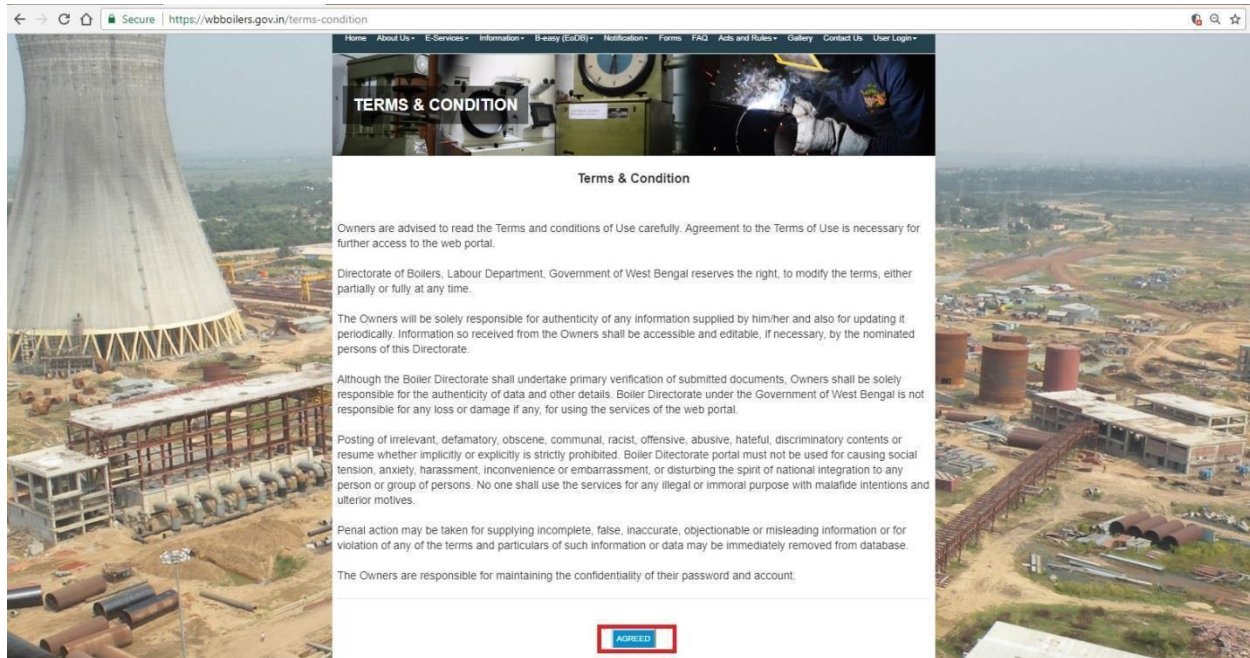 Secure | https://wbboilers.gov.in/terms-condition
Home About Us E-Services Information B-easy (EoDB) Notification Forms FAQ Acts and Rules Gallery Contact Us User Login
TERMS & CONDITION
Terms & Condition
Owners are advised to read the Terms and conditions of Use carefully. Agreement to the Terms of Use is necessary for
further access to the web portal.
Directorate of Boilers, Labour Department, Government of West Bengal reserves the right, to modify the terms, either
partially or fully at any time.
The Owners will be solely responsible for authenticity of any information supplied by him/her and also for updating it
periodically. Information so received from the Owners shall be accessible and editable, if necessary, by the nominated
persons of this Directorate.
Although the Boiler Directorate shall undertake primary verification of submitted documents, Owners shall be solely
responsible for the authenticity of data and other details. Boiler Directorate under the Government of West Bengal is not
responsible for any loss or damage if any, for using the services of the web portal.
Posting of irrelevant, defamatory, obscene, communal, racist, offensive, abusive, hateful, discriminatory contents or
resume whether implicitly or explicitly is strictly prohibited. Boiler Ditectorate portal must not be used for causing social
tension, anxiety, harassment, inconvenience or embarrassment, or disturbing the spirit of national integration to any
person or group of persons. No one shall use the services for any illegal or immoral purpose with malafide intentions and
ulterior motives.
Penal action may be taken for supplying incomplete, false, inaccurate, objectionable or misleading information or for
violation of any of the terms and particulars of such information or data may be immediately removed from database.
The Owners are responsible for maintaining the confidentiality of their password and account.
AGREED